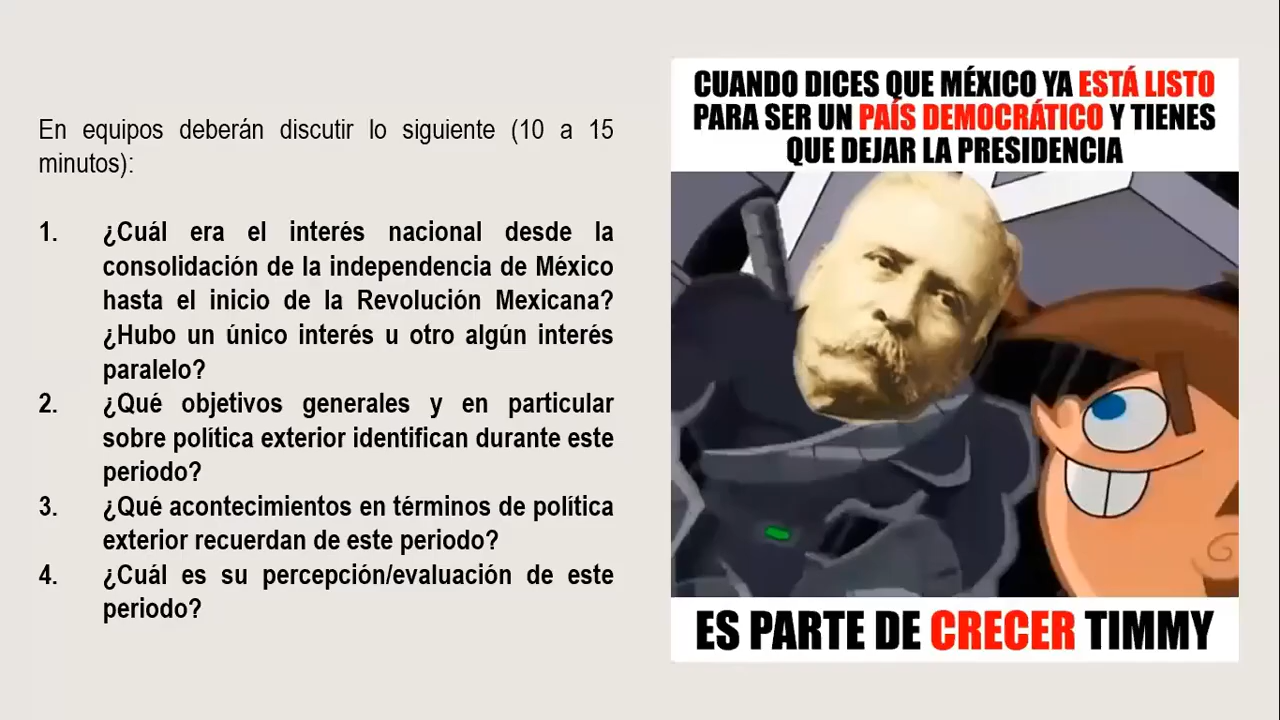 En equipos deberán discutir lo siguiente (10 a 15
minutos):
1. ¿Cuál era el interés nacional desde la
consolidación de la independencia de México
hasta el inicio de la Revolución Mexicana?
¿Hubo un único interés u otro algún interés
paralelo?
2. ¿Qué objetivos generales y en particular
sobre política exterior identifican durante este
periodo?
3. ¿Qué acontecimientos en términos de política
exterior recuerdan de este periodo?
4. ¿Cuál es su percepción/evaluación de este
periodo?
CUANDO DICES QUE MÉXICO YA ESTÁ LISTO
PARA SER UN PAÍS DEMOCRÁTICO Y TIENES
QUE DEJAR LA PRESIDENCIA
ES PARTE DE CRECER TIMMY